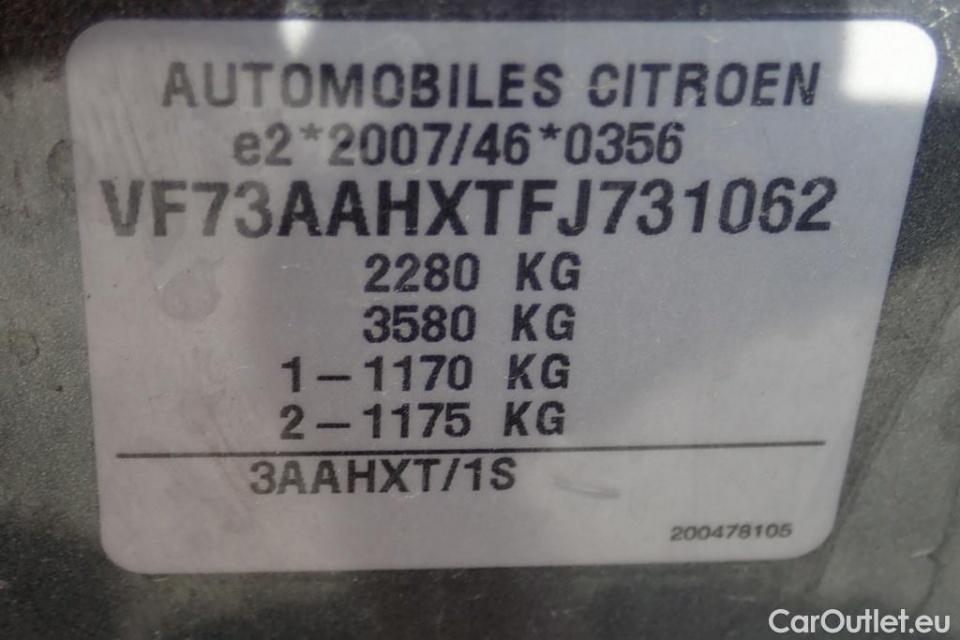 AUTOMOBILES CITROEN
e2*2007/46*0356
VF73AAHXTFJ731062
2280 KG
3580 KG
1-1170 KG
2-1175 KG
3AAHXT/1S
200478105
CarOutlet.eu